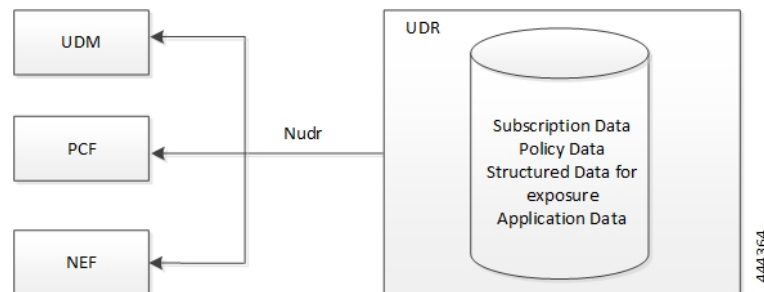 UDM
PCF
NEF
Nudr
UDR
Subscription Data
Policy Data
Structured Data for
exposure
Application Data
444364